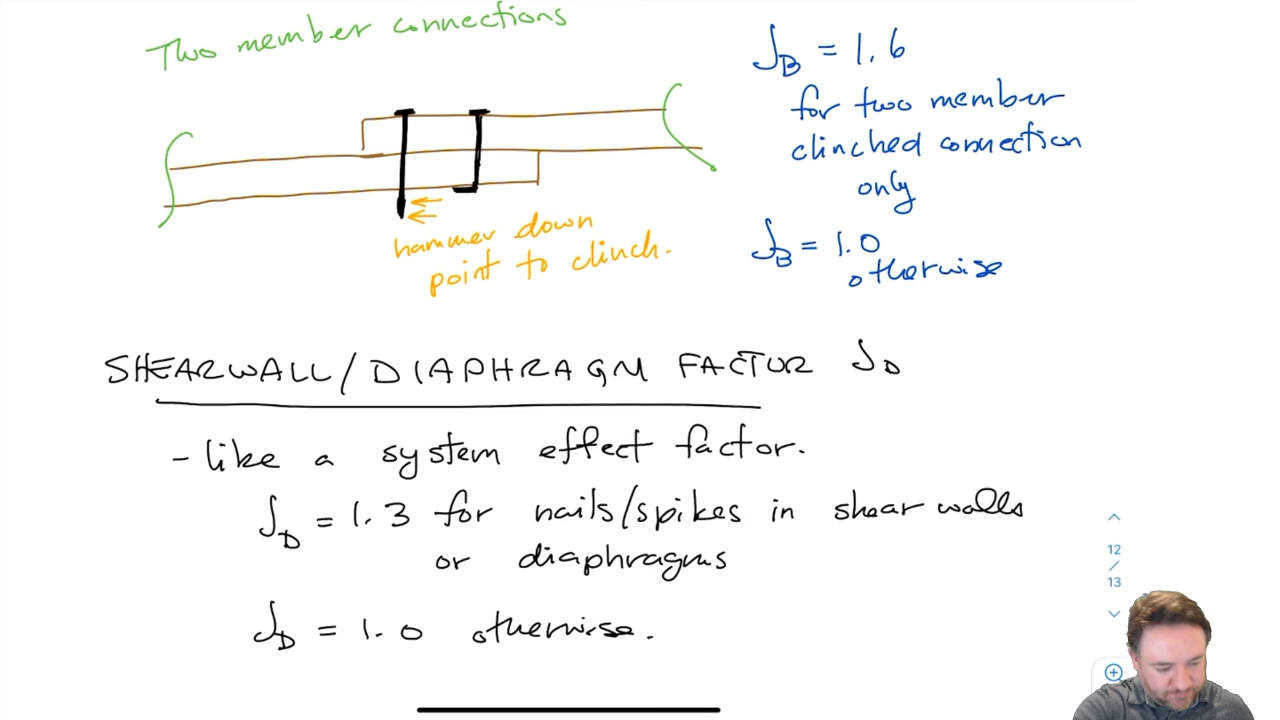 Two member connections
J_B = 1.6
for two member
clinched connection
only
J_B = 1.0
otherwise
hammer down
point to clinch.
SHEARWALL/DIAPHRAGM FACTOR J_D
- like a system effect factor.
J_D = 1.3 for nails/spikes in shear walls
or diaphragms
J_D = 1.0 otherwise.
12
/
13